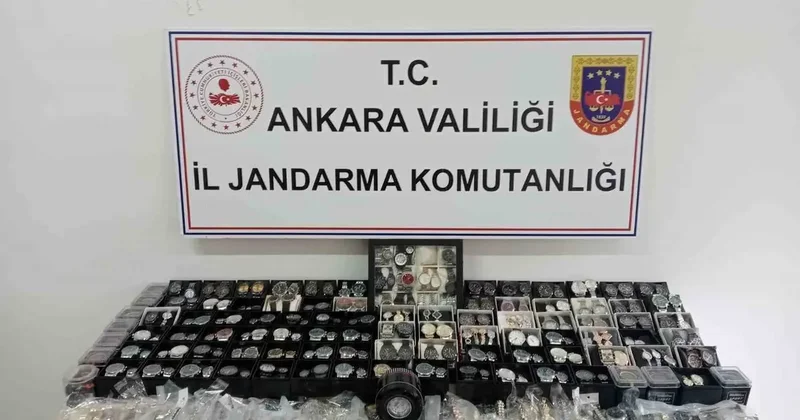 T.C.
ANKARA VALİLİĞİ
İL JANDARMA KOMUTANLIĞI
JANDARMA